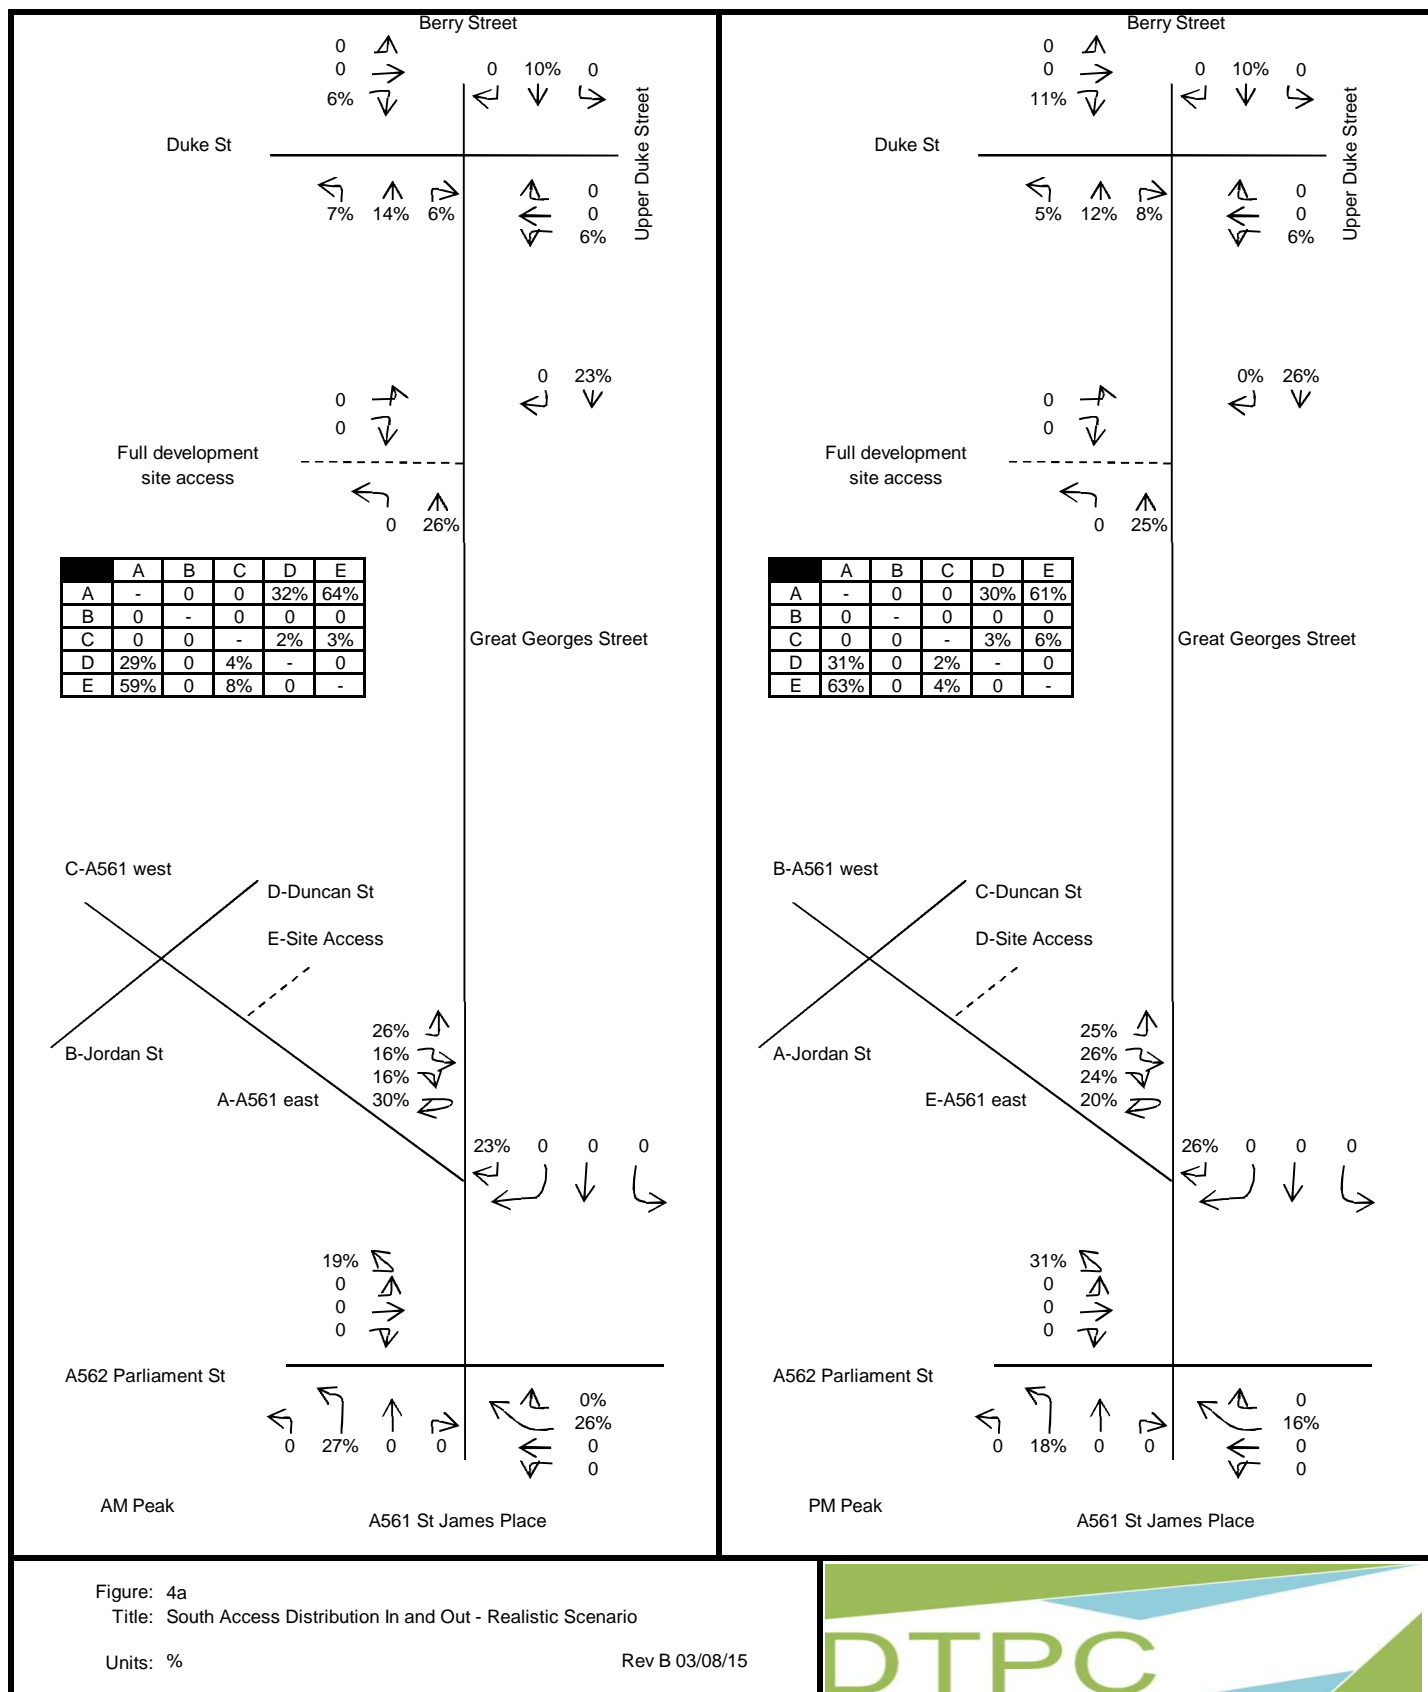 Berry Street
0
0 0 10% 0
6%
Duke St
Upper Duke Street
7% 14% 6%
0
0
6%
0 23%
0
0
Full development
site access
0 26%
A B C D E
A - 0 0 32% 64%
B 0 - 0 0 0
C 0 0 - 2% 3%
D 29% 0 4% - 0
E 59% 0 8% 0 -
Great Georges Street
C-A561 west
D-Duncan St
E-Site Access
B-Jordan St
A-A561 east
26%
16%
16%
30%
23% 0 0 0
19%
0
0
0
A562 Parliament St
0 27% 0 0
0%
26%
0
0
AM Peak
A561 St James Place
Berry Street
0
0 0 10% 0
11%
Duke St
Upper Duke Street
5% 12% 8%
0
0
6%
0% 26%
0
0
Full development
site access
0 25%
A B C D E
A - 0 0 30% 61%
B 0 - 0 0 0
C 0 0 - 3% 6%
D 31% 0 2% - 0
E 63% 0 4% 0 -
Great Georges Street
B-A561 west
C-Duncan St
D-Site Access
A-Jordan St
E-A561 east
25%
26%
24%
20%
26% 0 0 0
31%
0
0
0
A562 Parliament St
0 18% 0 0
0
16%
0
0
PM Peak
A561 St James Place
Figure: 4a
Title: South Access Distribution In and Out - Realistic Scenario
Units: % Rev B 03/08/15
DTPC